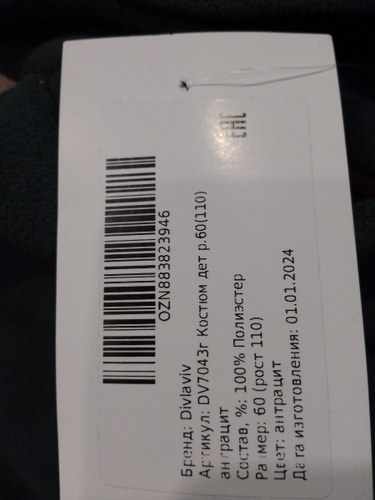 EAC
OZN883823946
Бренд: Divlaviv
Артикул: DV7043г Костюм дет р.60(110)
антрацит
Состав, %: 100% Полиэстер
Размер: 60 (рост 110)
Цвет: антрацит
Дата изготовления: 01.01.2024